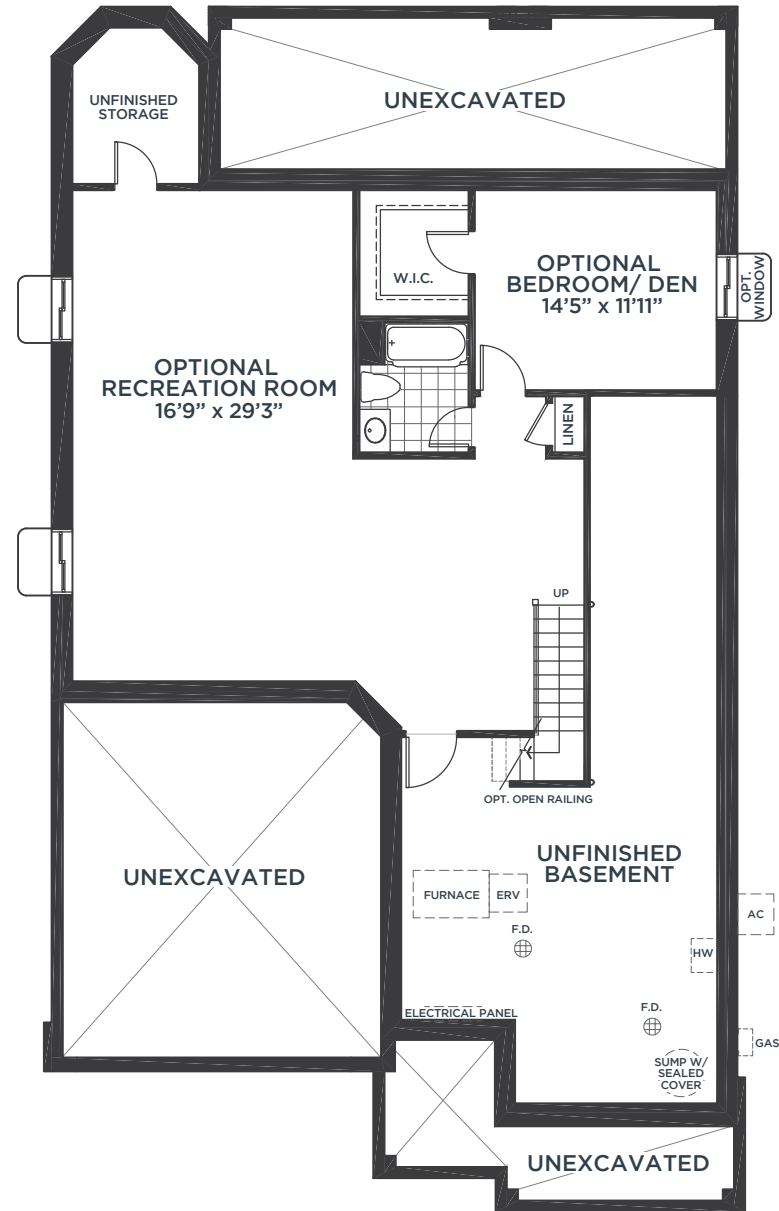 UNFINISHED
STORAGE
UNEXCAVATED
W.I.C.
OPTIONAL
BEDROOM/ DEN
14’5” x 11’11”
OPT.
WINDOW
OPTIONAL
RECREATION ROOM
16’9” x 29’3”
LINEN
UP
OPT. OPEN RAILING
UNEXCAVATED
UNFINISHED
BASEMENT
FURNACE
ERV
AC
F.D.
HW
ELECTRICAL PANEL
F.D.
GAS
SUMP W/
SEALED
COVER
UNEXCAVATED